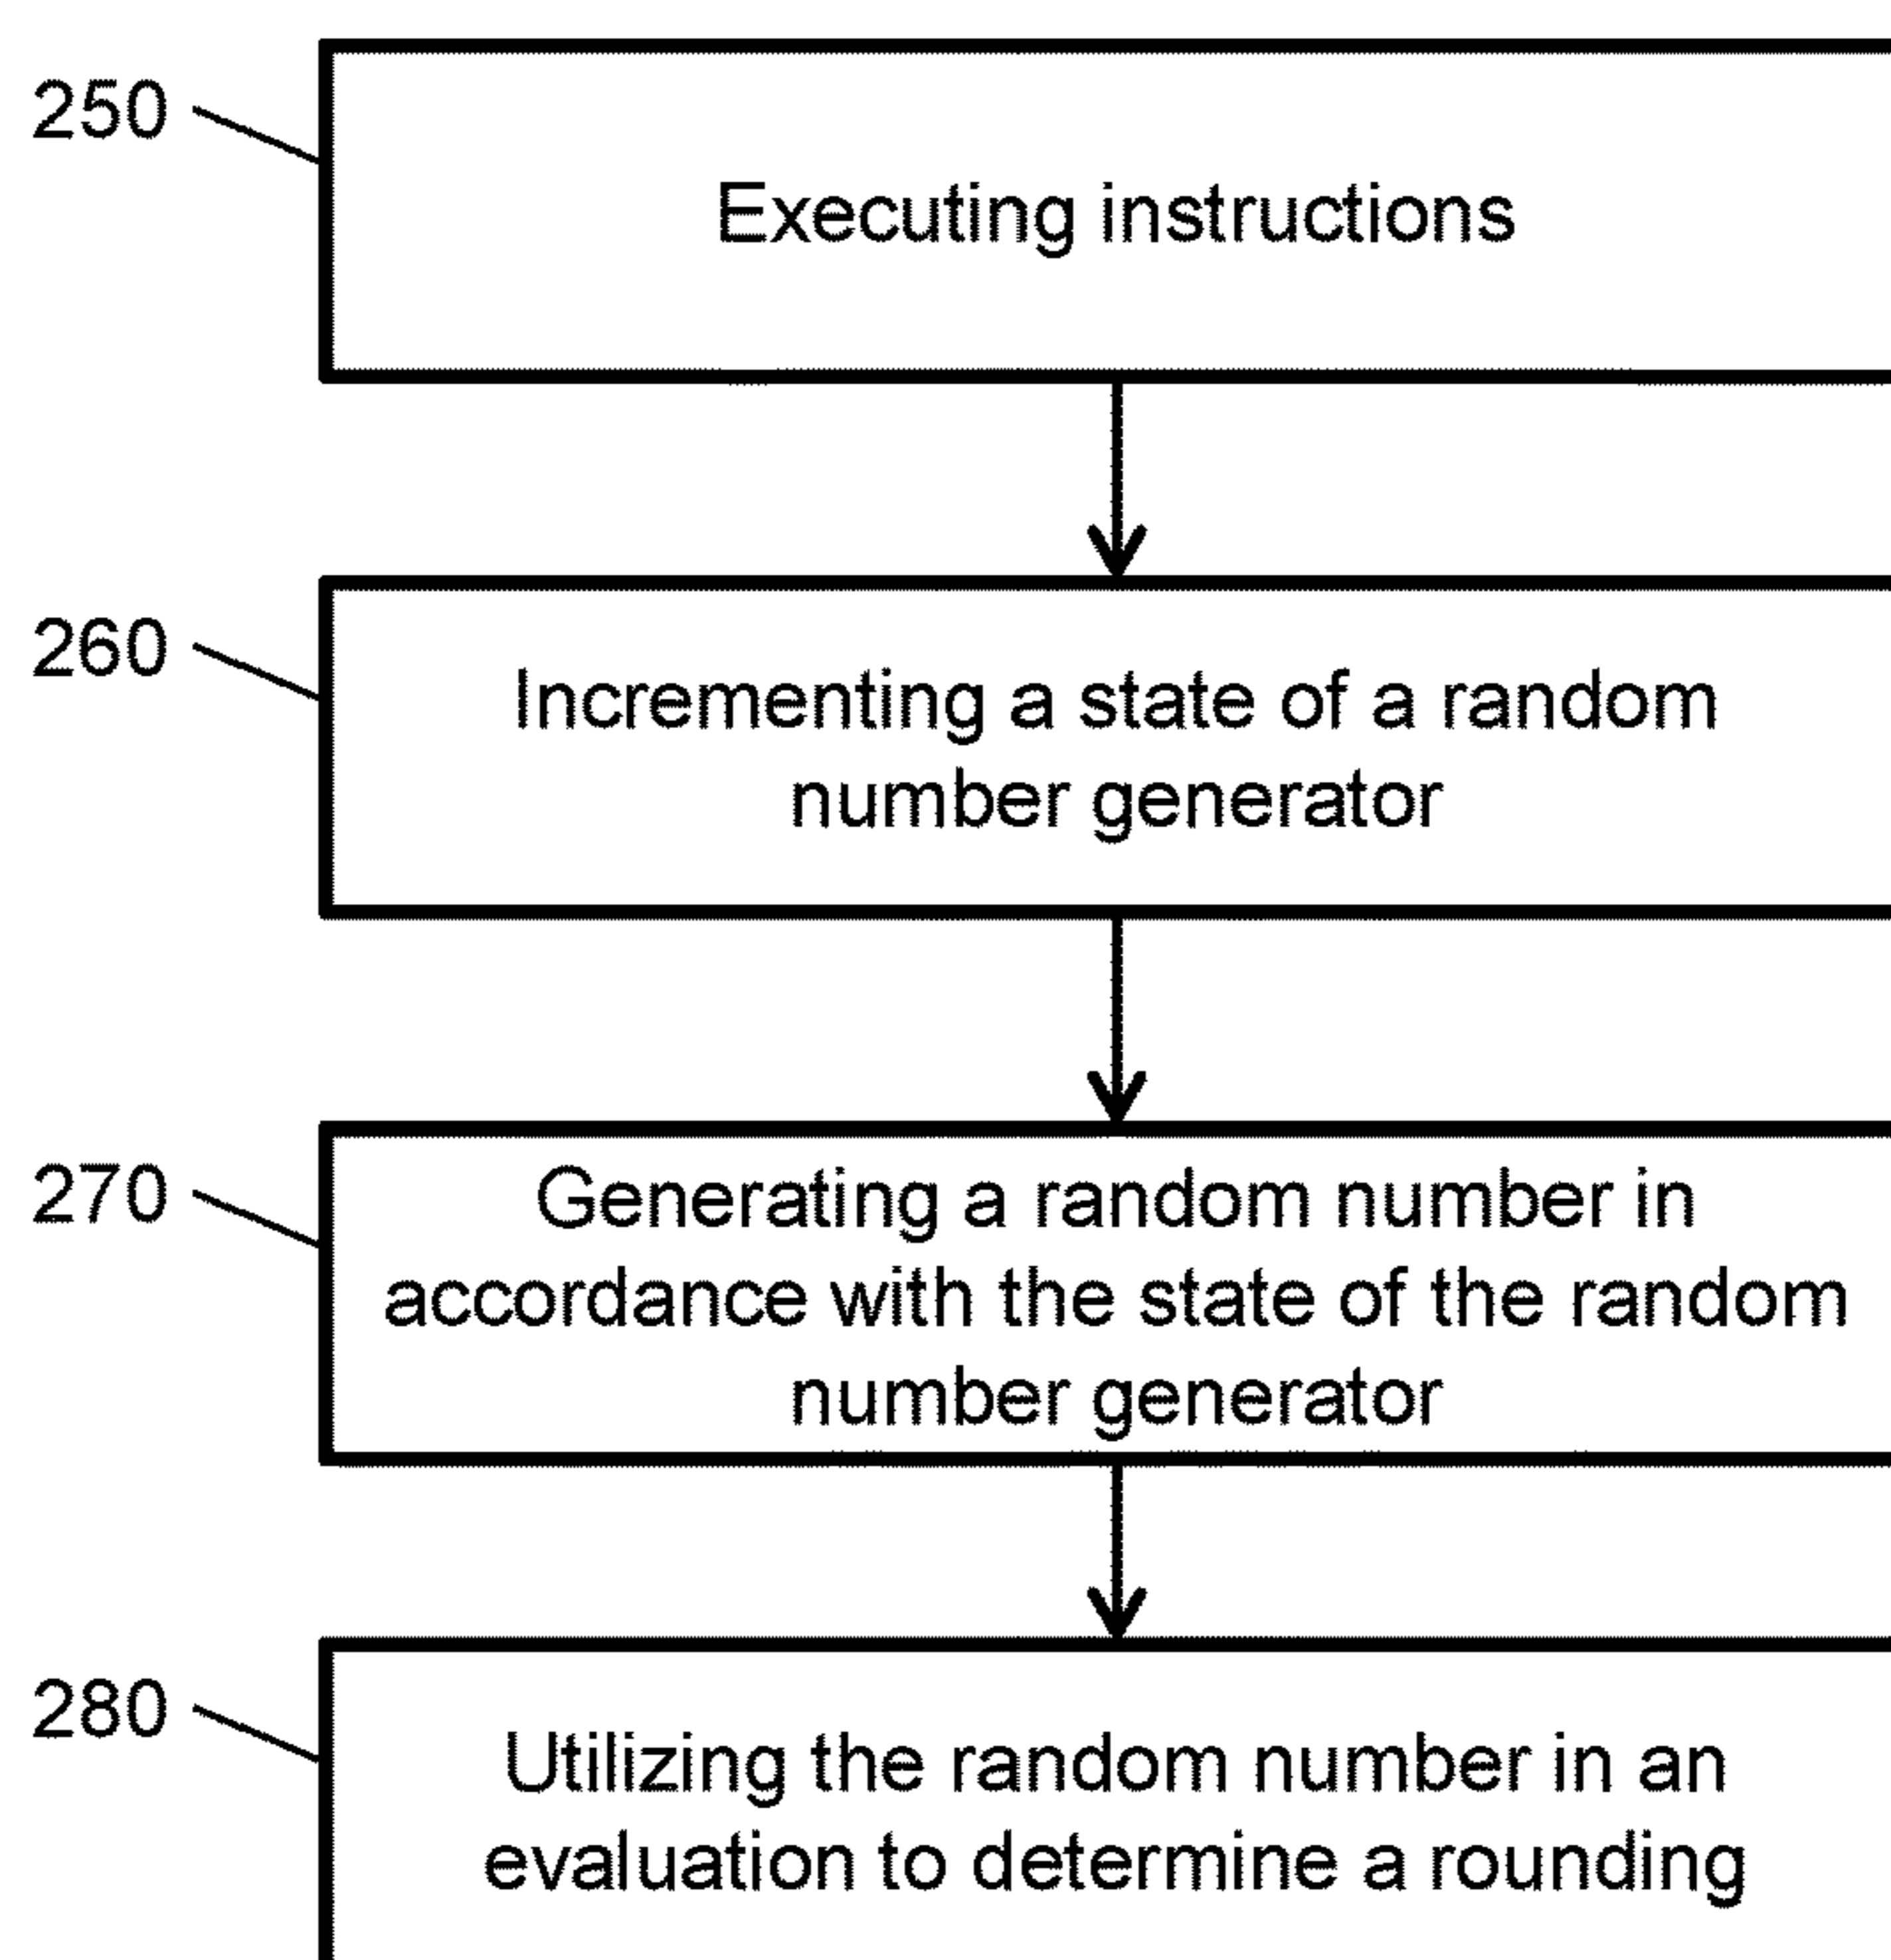 250
Executing instructions
260
Incrementing a state of a random
number generator
270
Generating a random number in
accordance with the state of the random
number generator
280
Utilizing the random number in an
evaluation to determine a rounding